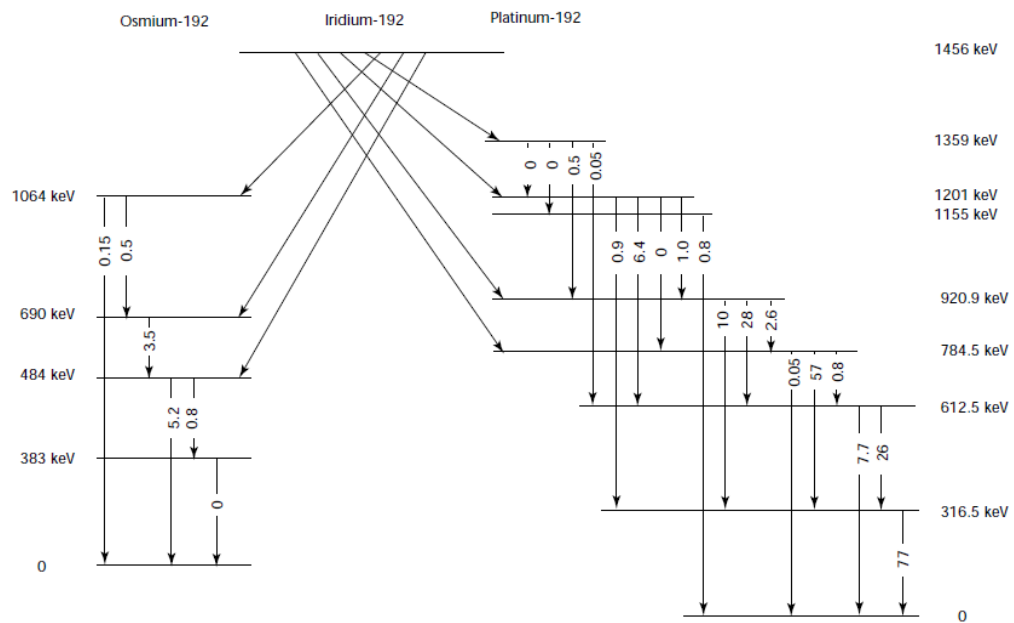 Osmium-192 Iridium-192 Platinum-192
1456 keV
1359 keV
0 0 0.5 0.05
1064 keV
1201 keV
1155 keV
0.15 0.5
0.9 6.4 0 1.0 0.8
920.9 keV
690 keV
10 28 2.6
3.5
784.5 keV
484 keV
0.05 57 0.8
612.5 keV
5.2 0.8
7.7 26
383 keV
0
316.5 keV
77
0
0